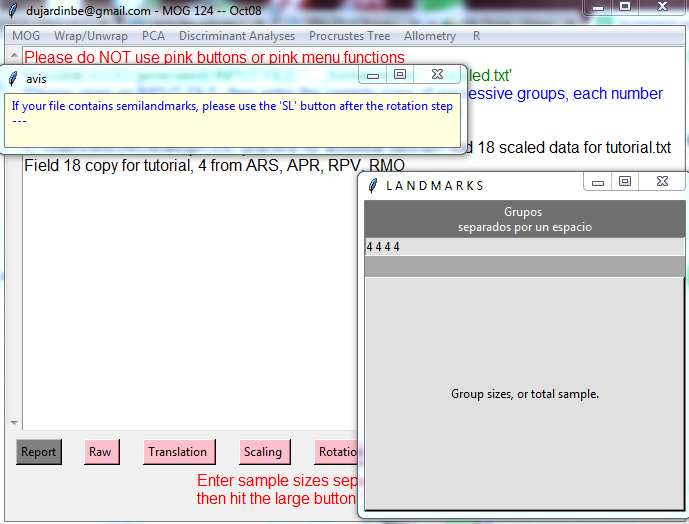 dujardinbe@gmail.com - MOG 124 -- Oct08
MOG Wrap/Unwrap PCA Discriminant Analyses Procrustes Tree Allometry R
Please do NOT use pink buttons or pink menu functions
led.txt'
avis
essive groups, each number
If your file contains semilandmarks, please use the 'SL' button after the rotation step
---
18 scaled data for tutorial.txt
Field 18 copy for tutorial, 4 from ARS, APR, RPV, RMO
LANDMARKS
Grupos
separados por un espacio
4 4 4 4
Group sizes, or total sample.
Report Raw Translation Scaling Rotatio
Enter sample sizes sep
then hit the large button